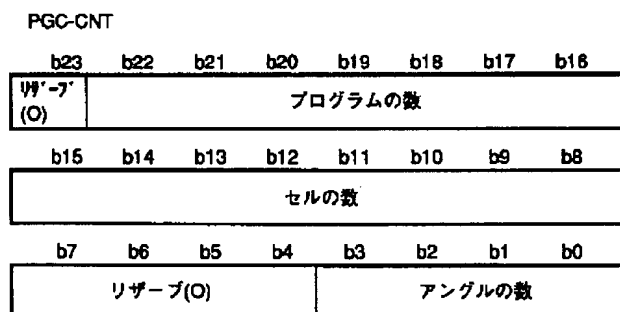 PGC-CNT
b23 b22 b21 b20 b19 b18 b17 b16
リザーブ プログラムの数
(O)
b15 b14 b13 b12 b11 b10 b9 b8
セルの数
b7 b6 b5 b4 b3 b2 b1 b0
リザーブ(O) アングルの数